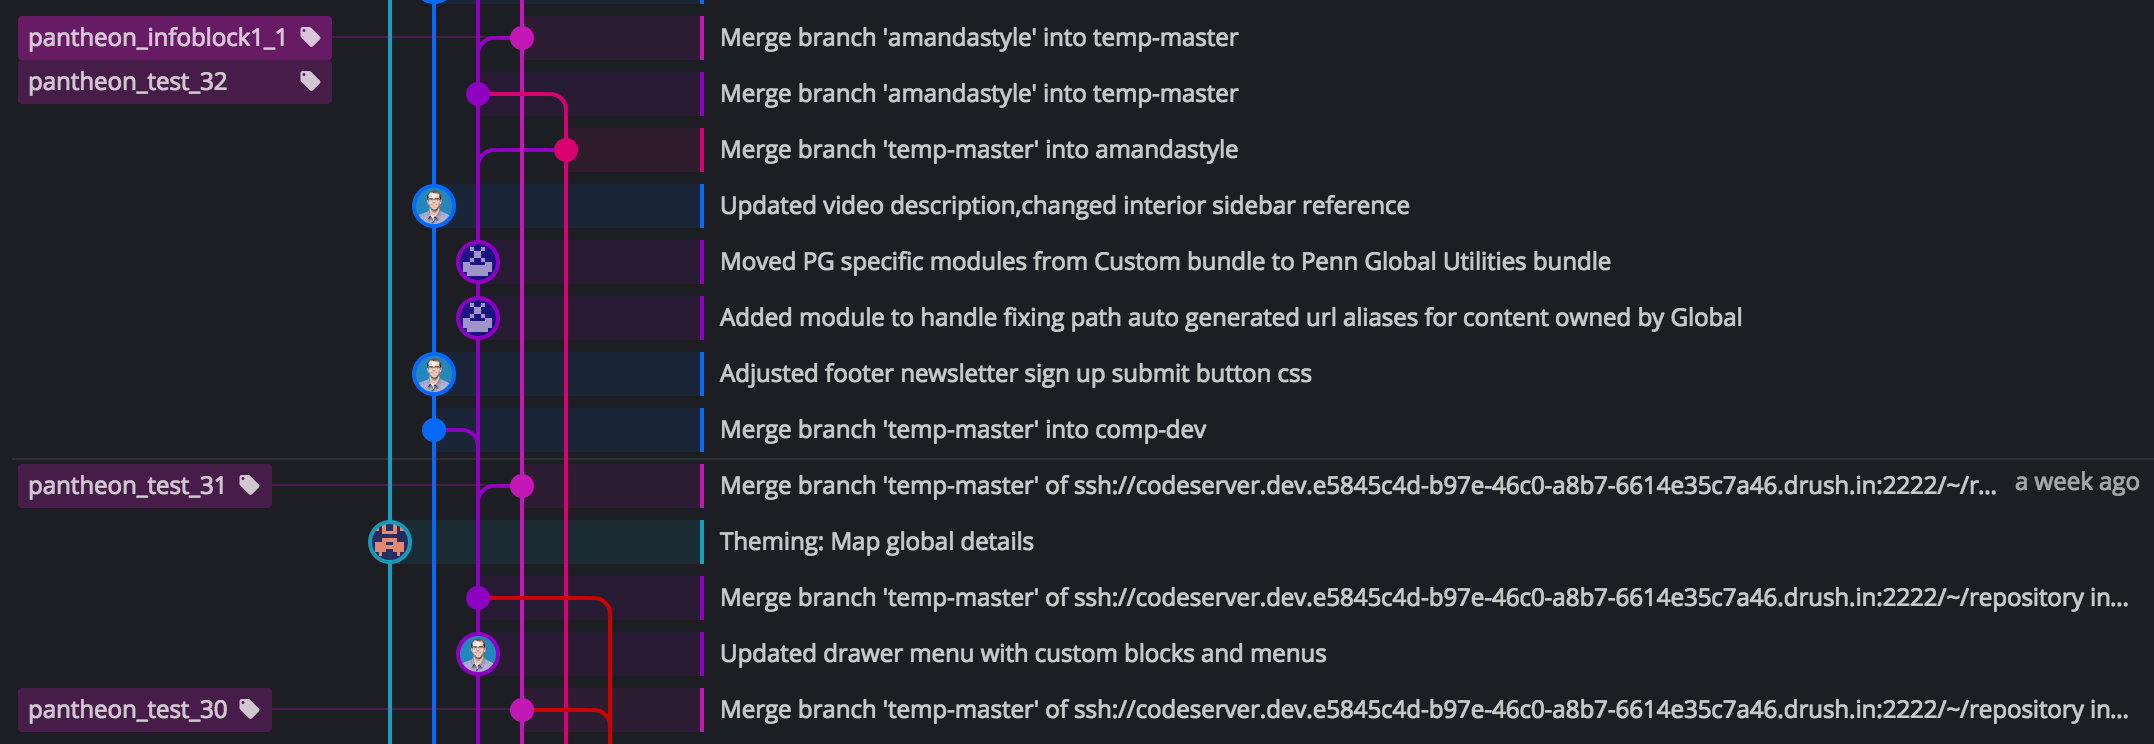 pantheon_infoblock1_1 Merge branch 'amandastyle' into temp-master
pantheon_test_32
Merge branch 'amandastyle' into temp-master
Merge branch 'temp-master' into amandastyle
Updated video description,changed interior sidebar reference
Moved PG specific modules from Custom bundle to Penn Global Utilities bundle
Added module to handle fixing path auto generated url aliases for content owned by Global
Adjusted footer newsletter sign up submit button css
Merge branch 'temp-master' into comp-dev
pantheon_test_31 Merge branch 'temp-master' of ssh://codeserver.dev.e5845c4d-b97e-46c0-a8b7-6614e35c7a46.drush.in:2222/~/r... a week ago
Theming: Map global details
Merge branch 'temp-master' of ssh://codeserver.dev.e5845c4d-b97e-46c0-a8b7-6614e35c7a46.drush.in:2222/~/repository in...
Updated drawer menu with custom blocks and menus
pantheon_test_30 Merge branch 'temp-master' of ssh://codeserver.dev.e5845c4d-b97e-46c0-a8b7-6614e35c7a46.drush.in:2222/~/repository in...